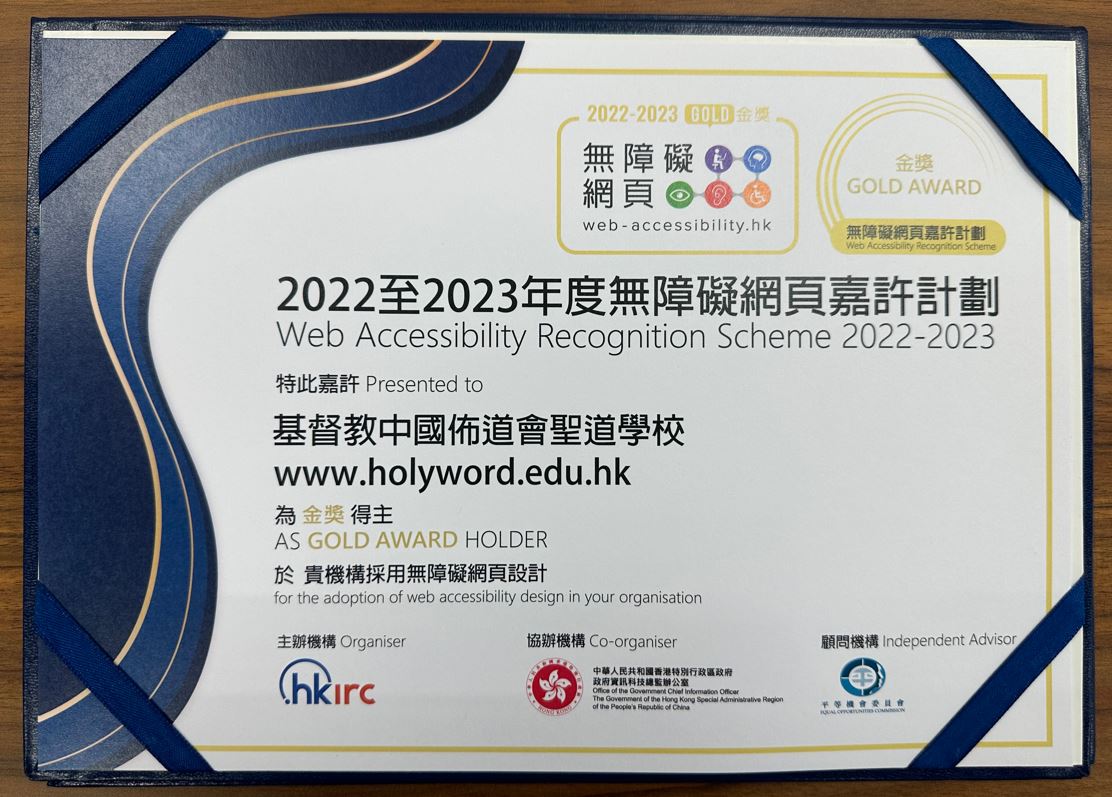 2022-2023 GOLD 金獎
無障礙
網頁
web-accessibility.hk
金獎
GOLD AWARD
無障礙網頁嘉許計劃
Web Accessibility Recognition Scheme
2022至2023年度無障礙網頁嘉許計劃
Web Accessibility Recognition Scheme 2022-2023
特此嘉許 Presented to
基督教中國佈道會聖道學校
www.holyword.edu.hk
為 金獎 得主
AS GOLD AWARD HOLDER
於 貴機構採用無障礙網頁設計
for the adoption of web accessibility design in your organisation
主辦機構 Organiser
.hkirc
協辦機構 Co-organiser
中華人民共和國香港特別行政區政府
政府資訊科技總監辦公室
Office of the Government Chief Information Officer
The Government of the Hong Kong Special Administrative Region
of the People's Republic of China
HONG KONG
顧問機構 Independent Advisor
平等機會委員會
EQUAL OPPORTUNITIES COMMISSION